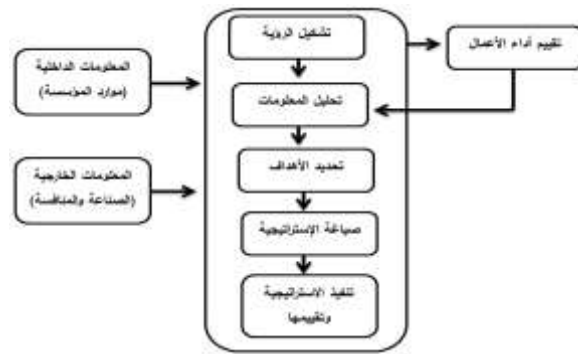 تشكيل الرؤية
تقييم أداء الأعمال
المعلومات الداخلية
(موارد المؤسسة)
تحليل المعلومات
تحديد الأهداف
المعلومات الخارجية
(الصناعة والمنافسة)
صياغة الإستراتيجية
تنفيذ الاستراتيجية
وتقييمها